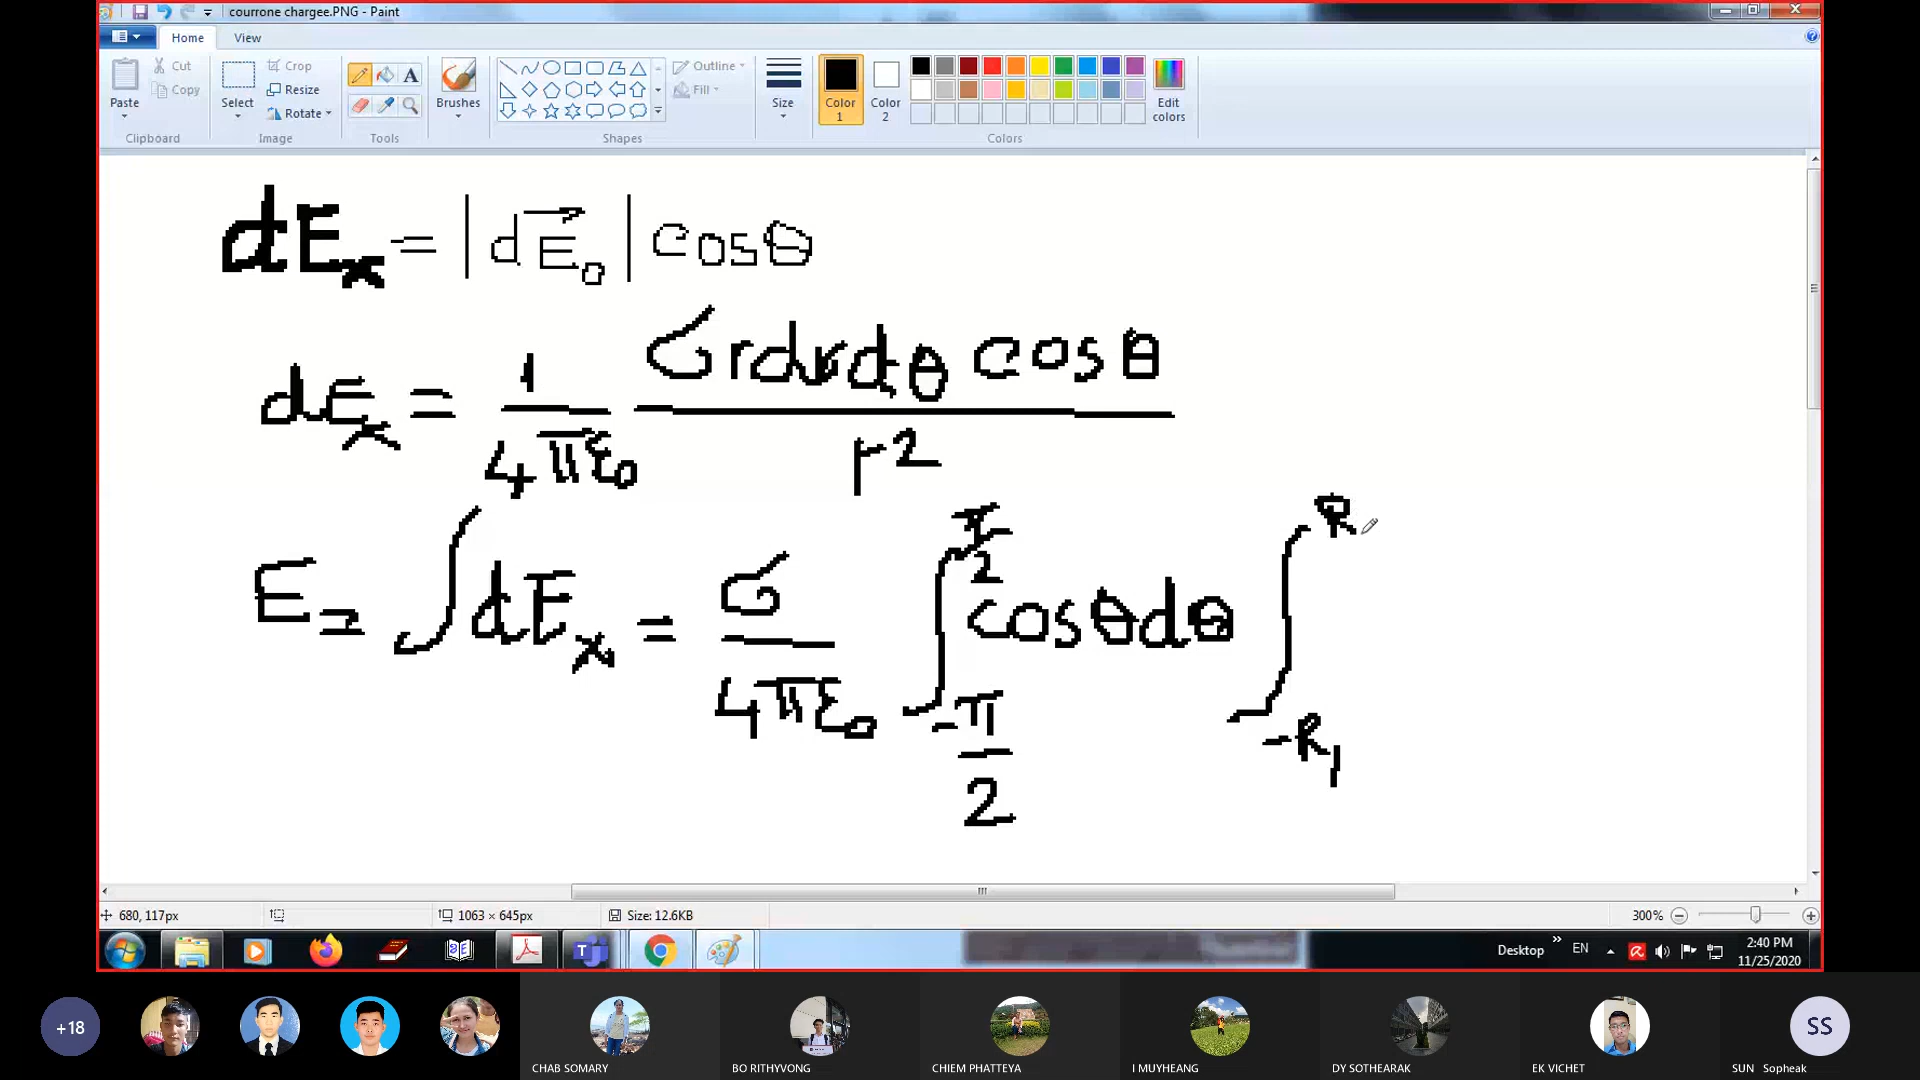 courrone chargee.PNG - Paint
Home View
Paste Cut Copy Select Crop Resize Rotate Brushes Outline Fill Size Color 1 Color 2 Edit colors
Clipboard Image Tools Shapes Colors
dEx = |dE⃗0| cosθ
dEx = 1/4πε0 σrdrdθ cosθ / r²
E = ∫dEx = σ/4πε0 ∫ -π/2 π/2 cosθdθ ∫ -R1 R
680, 117px 1063 × 645px Size: 12.6KB 300%
Desktop EN 2:40 PM
11/25/2020
+18 SS
CHAB SOMARY BO RITHYVONG CHIEM PHATTEYA I MUYHEANG DY SOTHEARAK EK VICHET SUN Sopheak